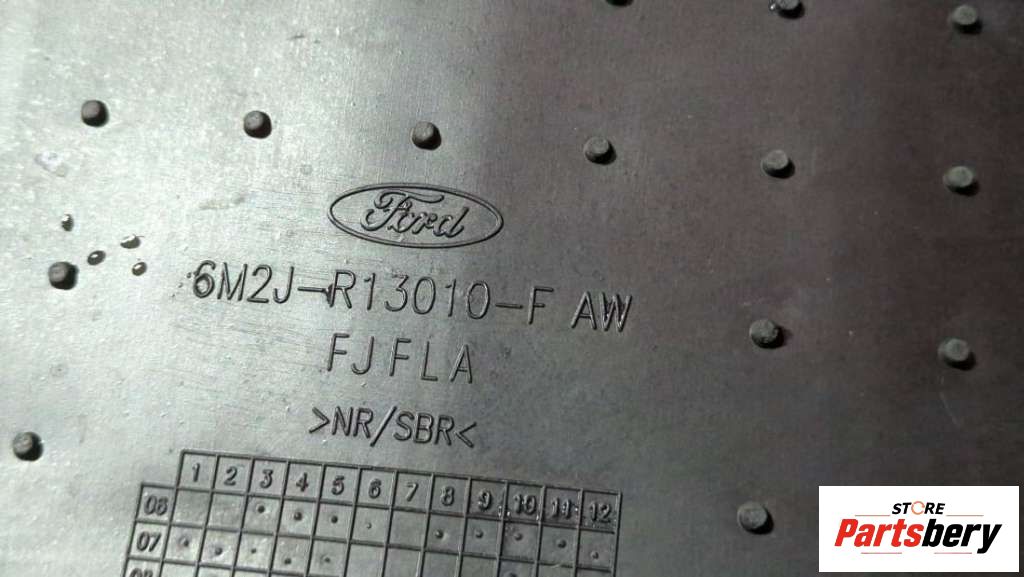 Ford
6M2J-R13010-F AW
FJFLA
>NR/SBR<
1 2 3 4 5 6 7 8 9 10 11 12
06
07
STORE
Partsbery